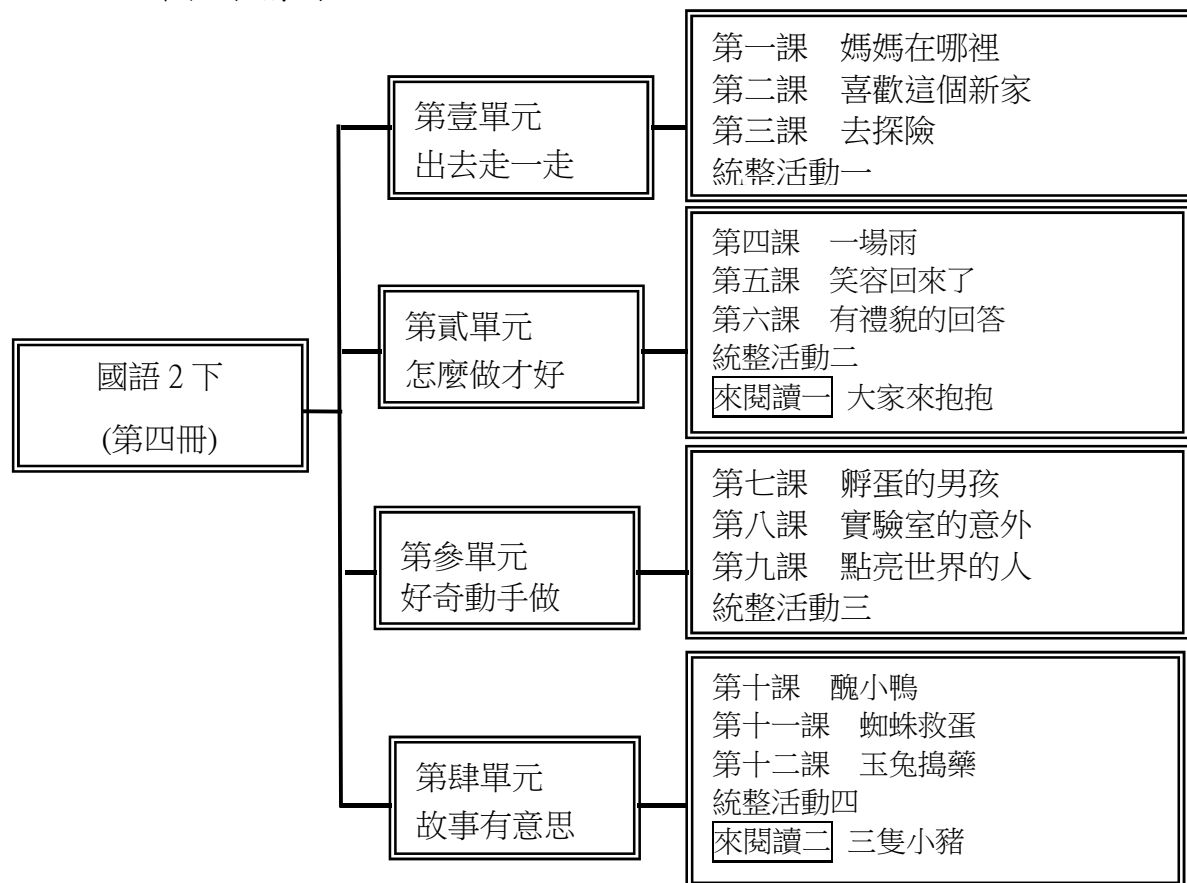 國語 2 下
(第四冊)
第壹單元
出去走一走
第一課　媽媽在哪裡
第二課　喜歡這個新家
第三課　去探險
統整活動一
第貳單元
怎麼做才好
第四課　一場雨
第五課　笑容回來了
第六課　有禮貌的回答
統整活動二
來閱讀一 大家來抱抱
第參單元
好奇動手做
第七課　孵蛋的男孩
第八課　實驗室的意外
第九課　點亮世界的人
統整活動三
第肆單元
故事有意思
第十課　醜小鴨
第十一課　蜘蛛救蛋
第十二課　玉兔搗藥
統整活動四
來閱讀二 三隻小豬